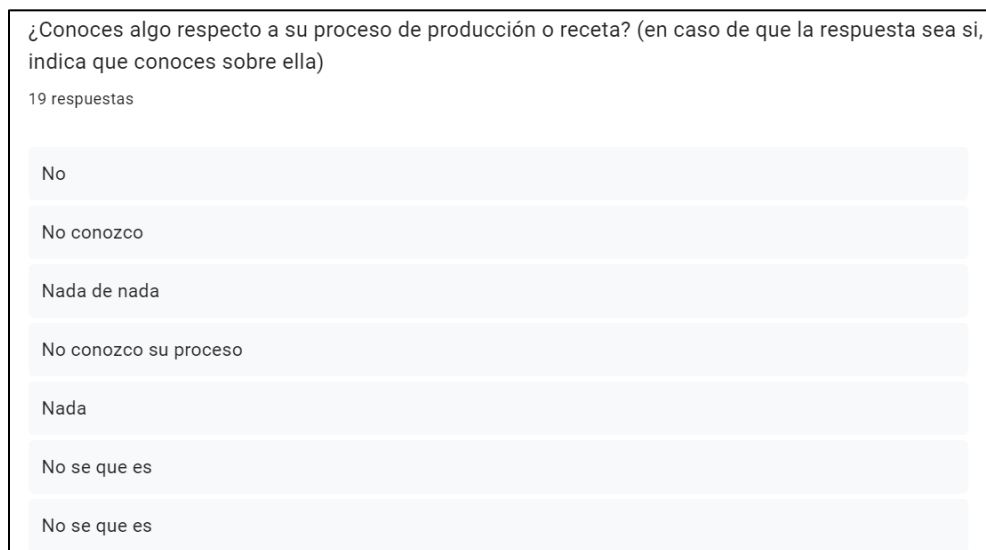 ¿Conoces algo respecto a su proceso de producción o receta? (en caso de que la respuesta sea si,
indica que conoces sobre ella)
19 respuestas
No
No conozco
Nada de nada
No conozco su proceso
Nada
No se que es
No se que es